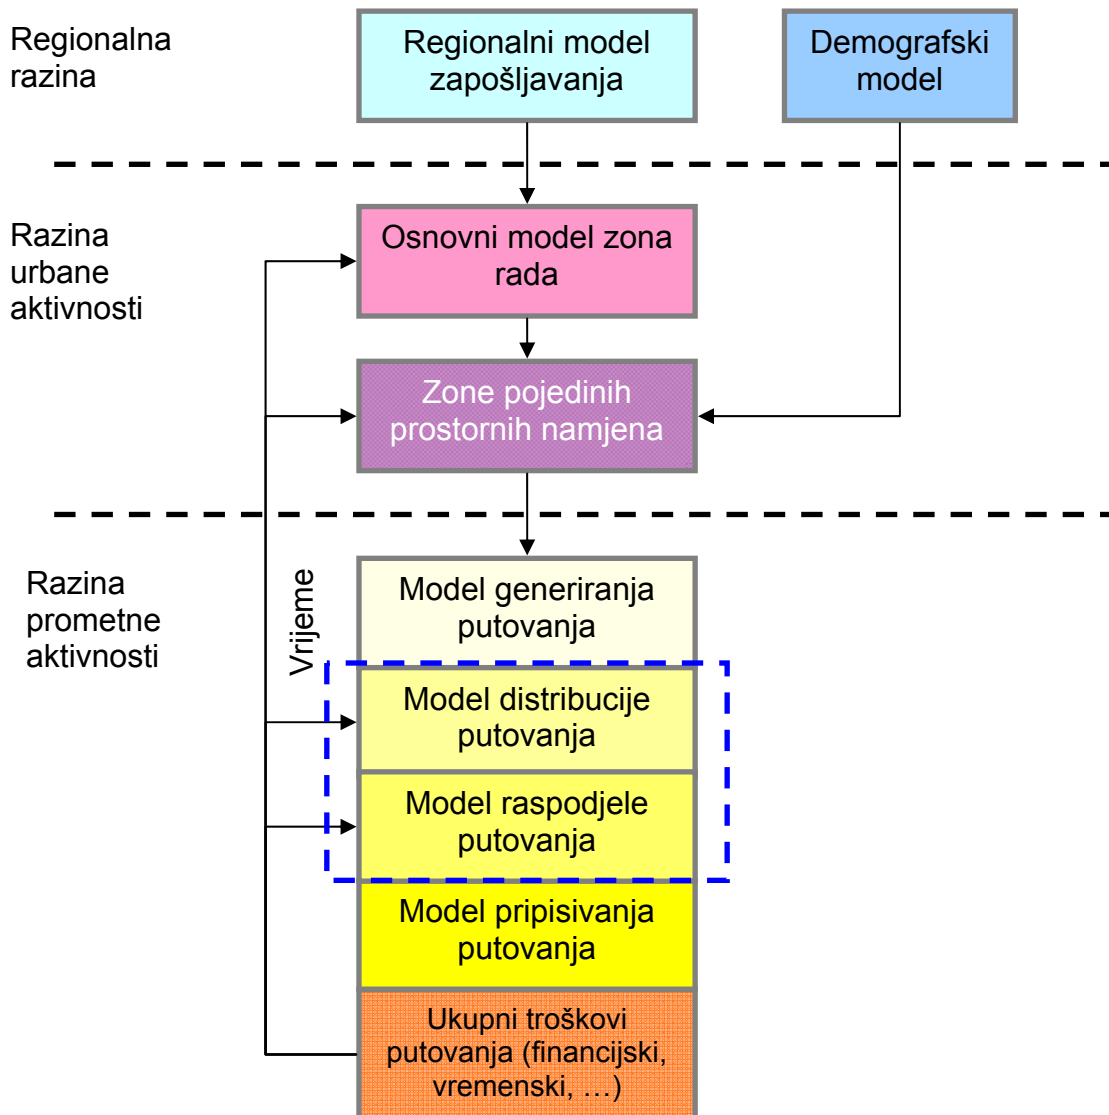 Regionalna
razina
Regionalni model
zapošljavanja
Demografski
model
Razina
urbane
aktivnosti
Osnovni model zona
rada
Zone pojedinih
prostornih namjena
Razina
prometne
aktivnosti
Vrijeme
Model generiranja
putovanja
Model distribucije
putovanja
Model raspodjele
putovanja
Model pripisivanja
putovanja
Ukupni troškovi
putovanja (financijski,
vremenski, …)